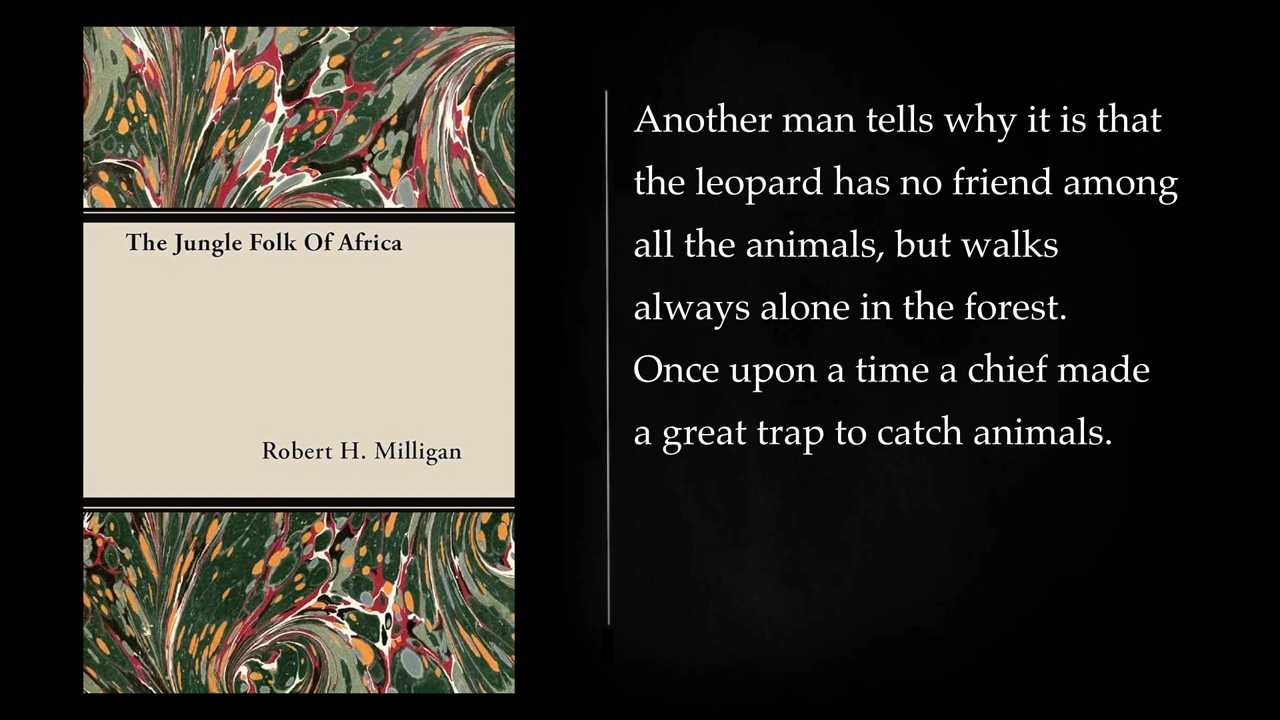 The Jungle Folk Of Africa
Robert H. Milligan
Another man tells why it is that
the leopard has no friend among
all the animals, but walks
always alone in the forest.
Once upon a time a chief made
a great trap to catch animals.